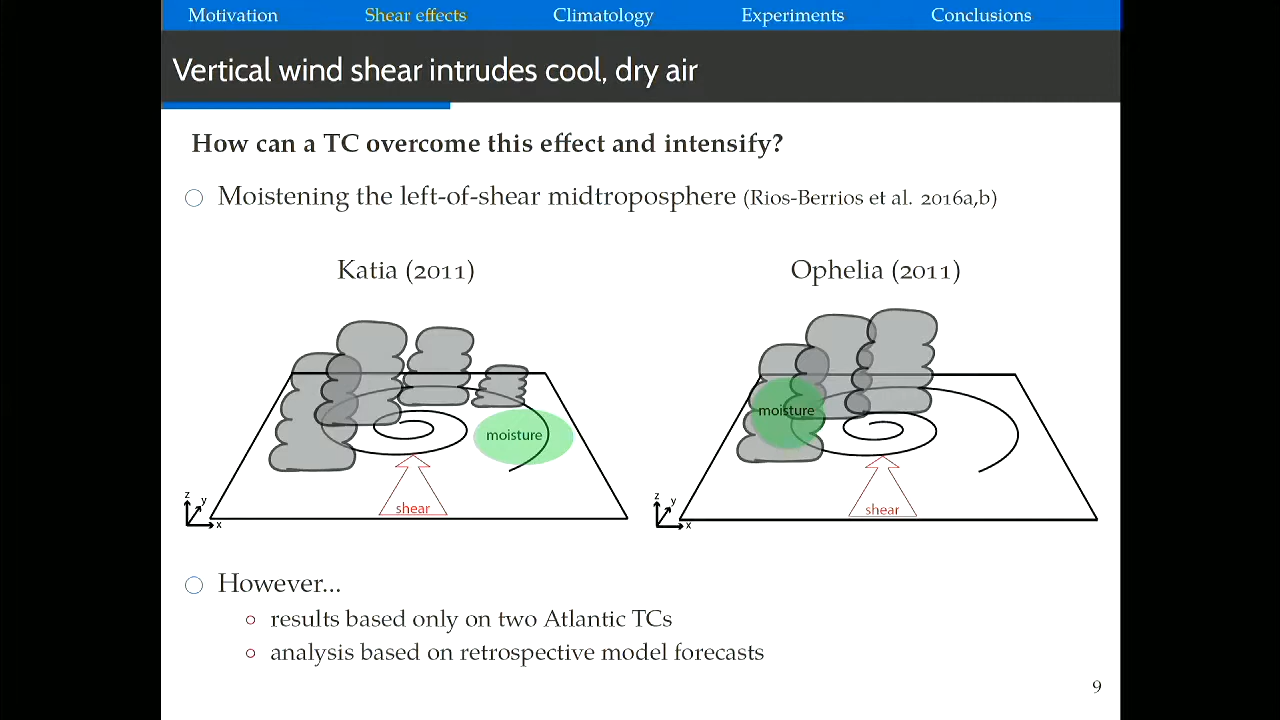 Motivation Shear effects Climatology Experiments Conclusions
Vertical wind shear intrudes cool, dry air
How can a TC overcome this effect and intensify?
Moistening the left-of-shear midtroposphere (Rios-Berrios et al. 2016a,b)
Katia (2011)
Ophelia (2011)
moisture
moisture
shear
shear
z
y
x
z
y
x
However...
results based only on two Atlantic TCs
analysis based on retrospective model forecasts
9